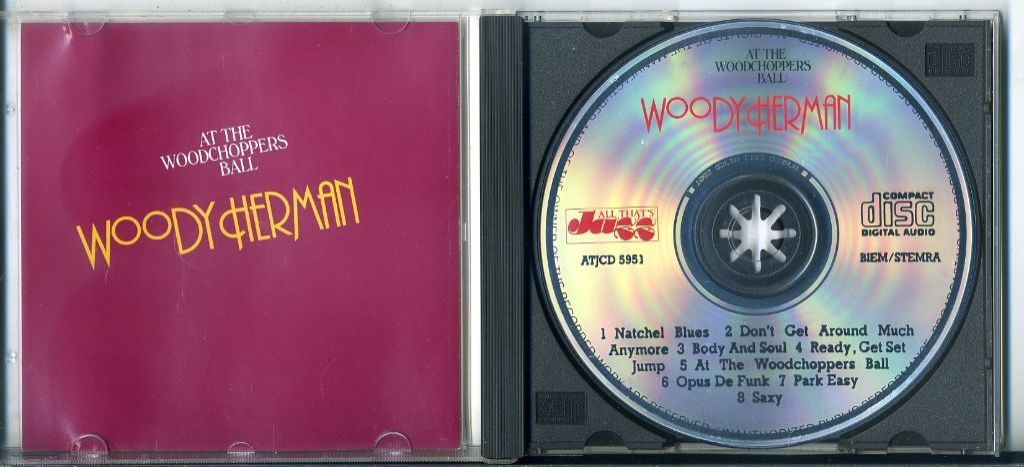 AT THE
WOODCHOPPERS
BALL
WOODY HERMAN
AT THE
WOODCHOPPERS
BALL
WOODY HERMAN
ALL THAT'S
Jass
ATJCD 5951
COMPACT
disc
DIGITAL AUDIO
BIEM/STEMRA
1 Natchel Blues 2 Don't Get Around Much
Anymore 3 Body And Soul 4 Ready, Get Set
Jump 5 At The Woodchoppers Ball
6 Opus De Funk 7 Park Easy
8 Saxy
disc